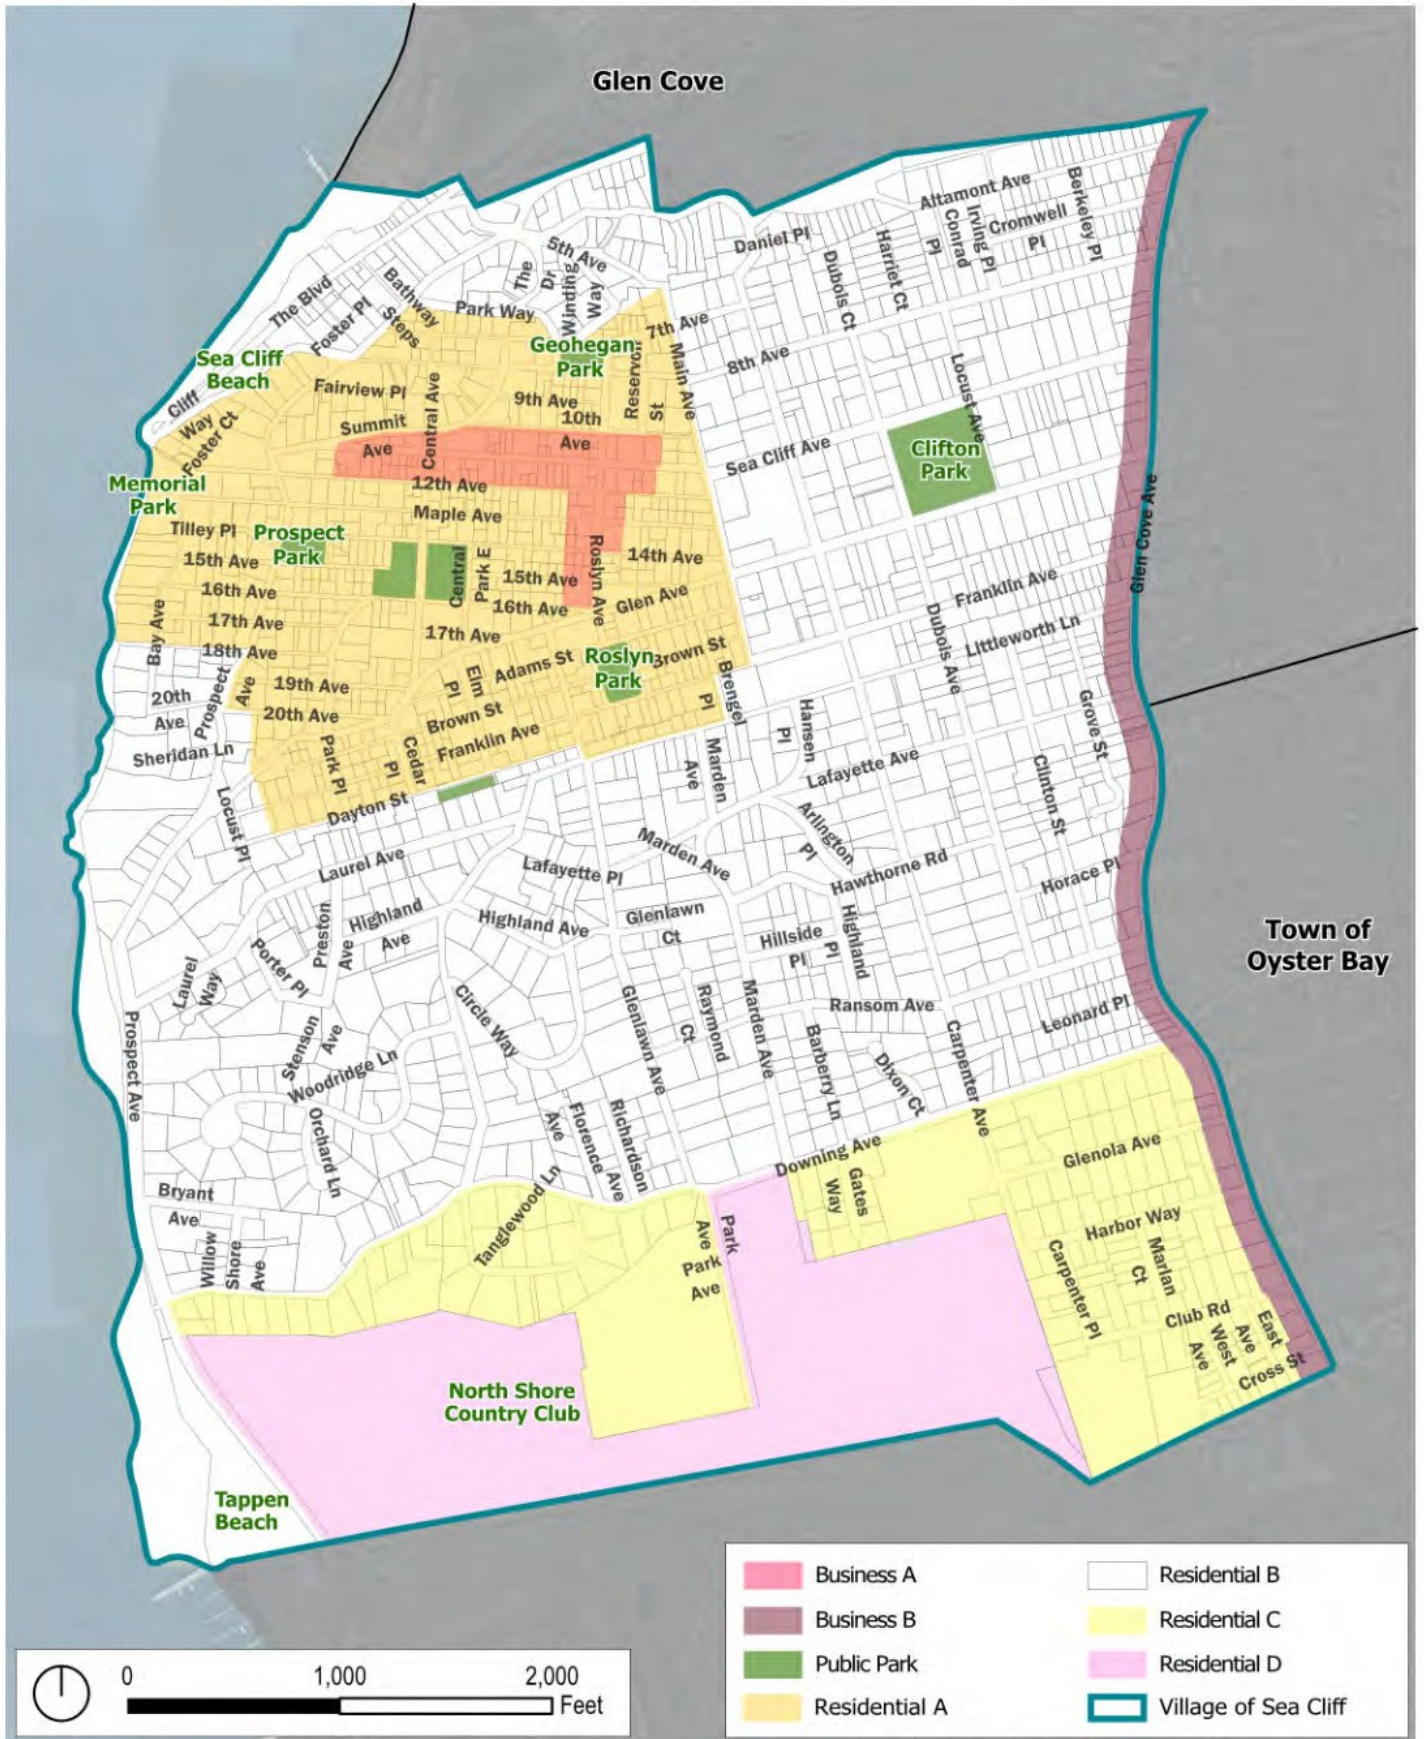 Glen Cove
Altamont Ave
Berkeley Pl
Irving Pl
Cromwell
Pl
Conrad
Pl
Daniel Pl
Harriet Ct
Dubois Ct
5th Ave
The
Dr
Winding
Way
The Blvd
Bathway
Steps
Foster Pl
Park Way
7th Ave
8th Ave
Main Ave
Geohegan
Park
Reservoir
St
Sea Cliff
Beach
Fairview Pl
Central Ave
9th Ave
10th
Ave
Cliff
Way
Foster Ct
Summit
Ave
Locust Ave
Sea Cliff Ave
Clifton
Park
Memorial
Park
12th Ave
Maple Ave
Tilley Pl
Prospect
Park
15th Ave
16th Ave
17th Ave
18th Ave
Central
Park E
15th Ave
16th Ave
Roslyn Ave
14th Ave
Glen Ave
Glen Cove Ave
Franklin Ave
Littleworth Ln
Dubois Ave
Bay Ave
17th Ave
Adams St
Roslyn
Park
Brown St
Brengel
Pl
20th
Ave
Prospect
Ave
19th Ave
20th Ave
Elm
Pl
Brown St
Franklin Ave
Sheridan Ln
Park Pl
Cedar
Pl
Dayton St
Locust Pl
Hansen
Pl
Marden
Ave
Lafayette Ave
Grove St
Clinton St
Arlington
Pl
Marden Ave
Laurel Ave
Lafayette Pl
Hawthorne Rd
Horace Pl
Highland
Ave
Preston
Ave
Highland Ave
Glenlawn
Ct
Hillside
Pl
Highland
Pl
Town of
Oyster Bay
Laurel
Way
Porter Pl
Circle Way
Glenlawn Ave
Raymond
Ct
Marden Ave
Ransom Ave
Leonard Pl
Prospect Ave
Stenson
Ave
Woodridge Ln
Orchard Ln
Barberry Ln
Dixon Ct
Carpenter Ave
Florence
Ave
Richardson
Ave
Downing Ave
Glenola Ave
Bryant
Ave
Willow
Shore
Ave
Tanglewood Ln
Gates
Way
Park
Ave
Park
Ave
Harbor Way
Marlan
Ct
Carpenter Pl
Club Rd
East
Ave
West
Ave
Cross St
North Shore
Country Club
Tappen
Beach
Business A
Business B
Public Park
Residential A
Residential B
Residential C
Residential D
Village of Sea Cliff
0 1,000 2,000
Feet